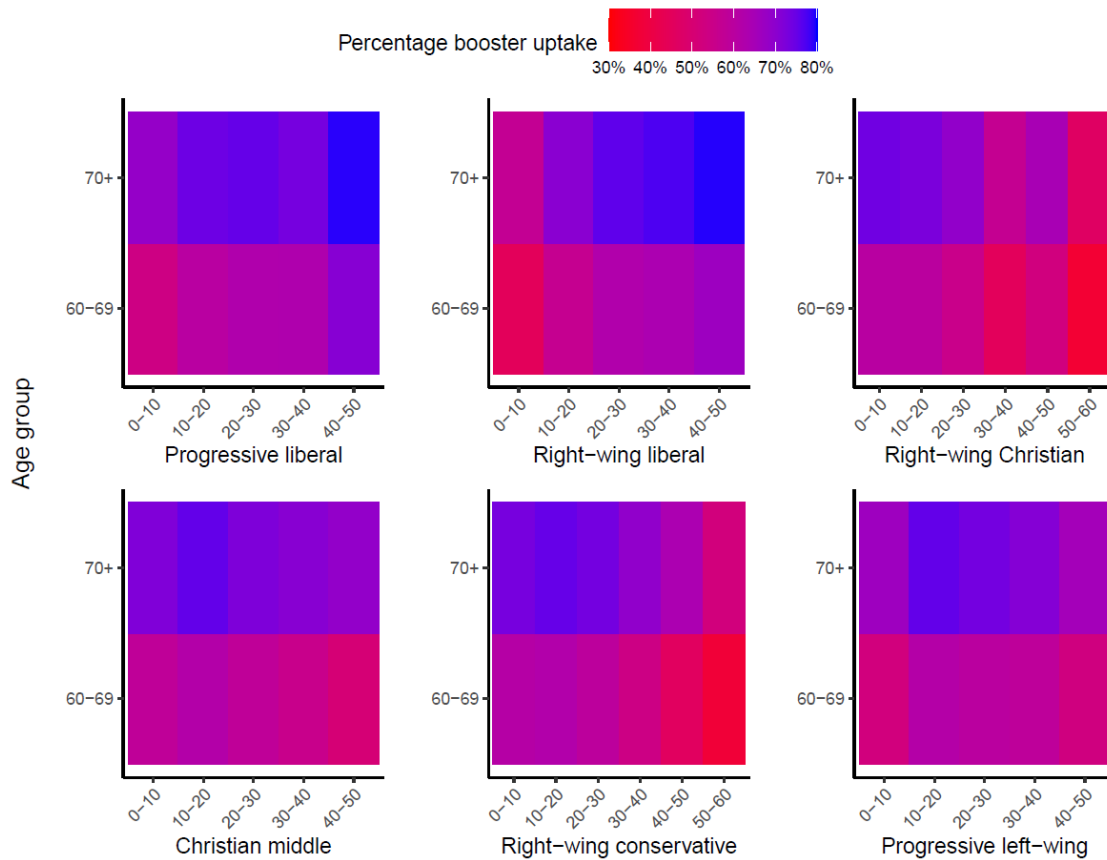 Percentage booster uptake
30% 40% 50% 60% 70% 80%
Age group
70+
60−69
0−10 10−20 20−30 30−40 40−50
Progressive liberal
70+
60−69
0−10 10−20 20−30 30−40 40−50
Right−wing liberal
70+
60−69
0−10 10−20 20−30 30−40 40−50 50−60
Right−wing Christian
70+
60−69
0−10 10−20 20−30 30−40 40−50
Christian middle
70+
60−69
0−10 10−20 20−30 30−40 40−50 50−60
Right−wing conservative
70+
60−69
0−10 10−20 20−30 30−40 40−50
Progressive left−wing